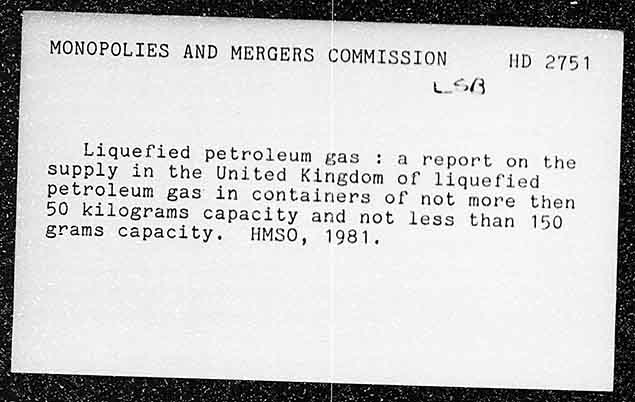 MONOPOLIES AND MERGERS COMMISSION HD 2751
LSB
Liquefied petroleum gas : a report on the
supply in the United Kingdom of liquefied
petroleum gas in containers of not more then
50 kilograms capacity and not less than 150
grams capacity. HMSO, 1981.